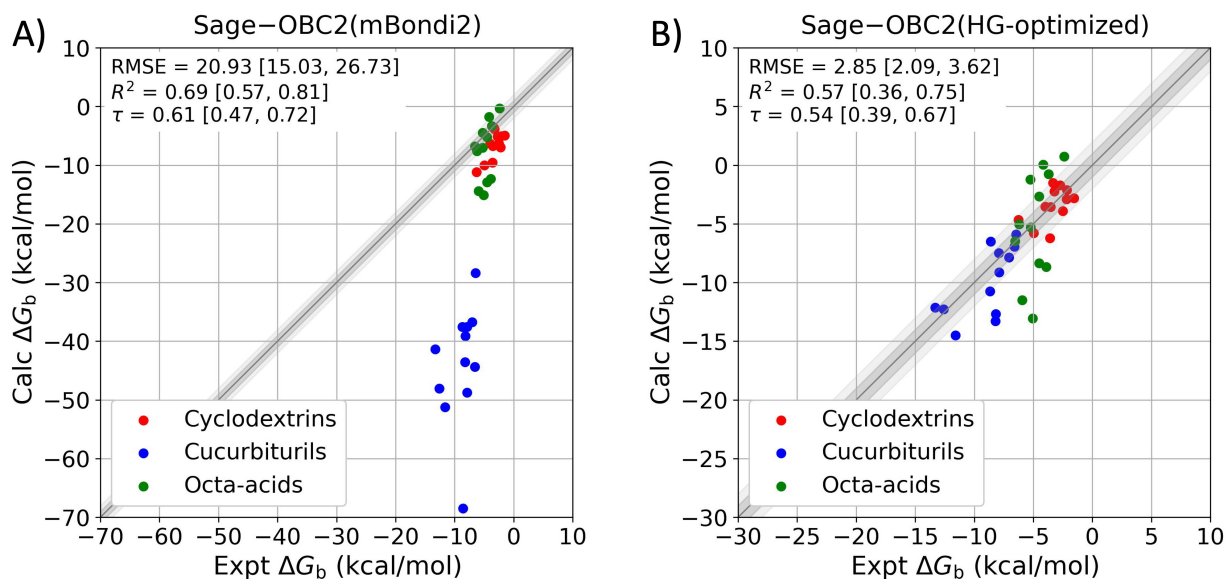 A)
Sage−OBC2(mBondi2)
RMSE = 20.93 [15.03, 26.73]
R² = 0.69 [0.57, 0.81]
τ = 0.61 [0.47, 0.72]
10
0
−10
−20
−30
−40
−50
−60
−70
Calc ΔG_b (kcal/mol)
Cyclodextrins
Cucurbiturils
Octa-acids
−70 −60 −50 −40 −30 −20 −10 0 10
Expt ΔG_b (kcal/mol)
B)
Sage−OBC2(HG-optimized)
RMSE = 2.85 [2.09, 3.62]
R² = 0.57 [0.36, 0.75]
τ = 0.54 [0.39, 0.67]
10
5
0
−5
−10
−15
−20
−25
−30
Calc ΔG_b (kcal/mol)
Cyclodextrins
Cucurbiturils
Octa-acids
−30 −25 −20 −15 −10 −5 0 5 10
Expt ΔG_b (kcal/mol)